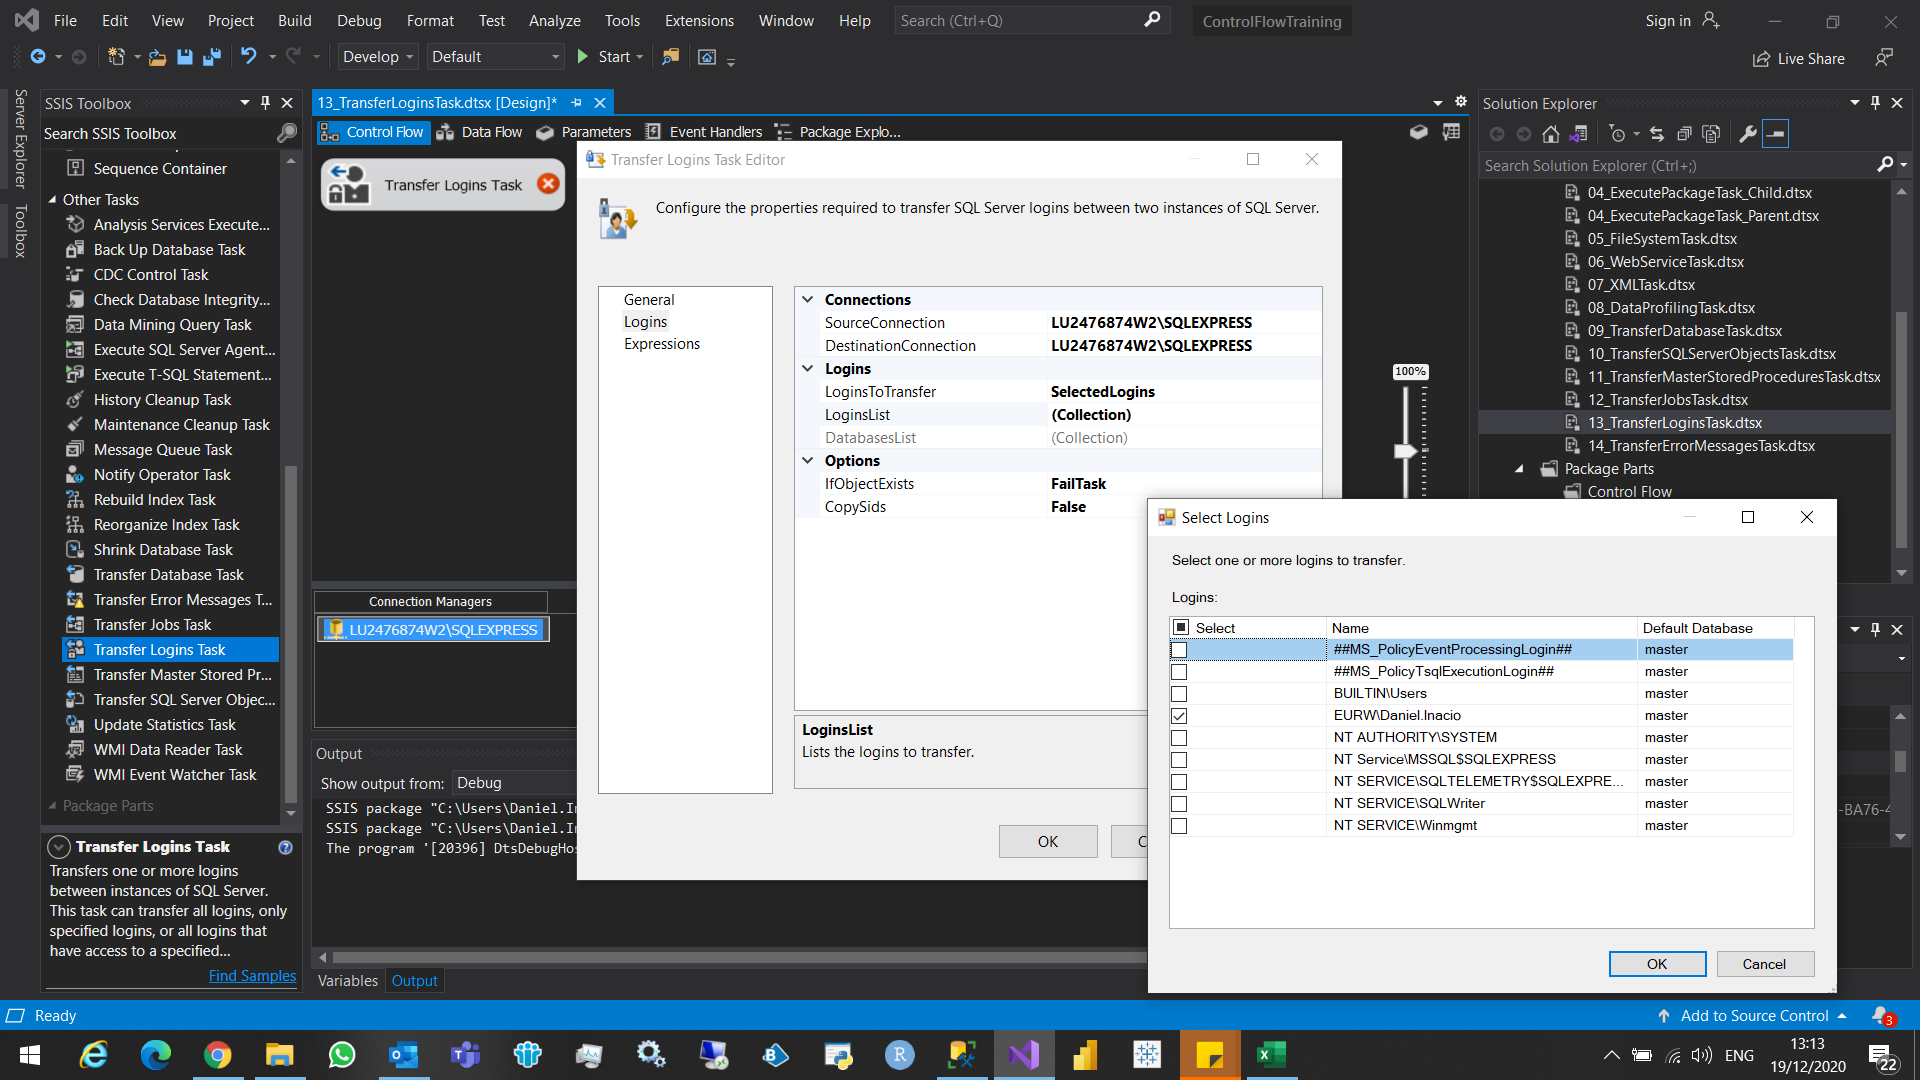 File Edit View Project Build Debug Format Test Analyze Tools Extensions Window Help Search (Ctrl+Q) ControlFlowTraining Sign in
Develop Default Start Live Share
Server Explorer
Toolbox
SSIS Toolbox
Search SSIS Toolbox
Sequence Container
Other Tasks
Analysis Services Execute...
Back Up Database Task
CDC Control Task
Check Database Integrity...
Data Mining Query Task
Execute SQL Server Agent...
Execute T-SQL Statement...
History Cleanup Task
Maintenance Cleanup Task
Message Queue Task
Notify Operator Task
Rebuild Index Task
Reorganize Index Task
Shrink Database Task
Transfer Database Task
Transfer Error Messages T...
Transfer Jobs Task
Transfer Logins Task
Transfer Master Stored Pr...
Transfer SQL Server Objec...
Update Statistics Task
WMI Data Reader Task
WMI Event Watcher Task
Package Parts
Transfer Logins Task
Transfers one or more logins
between instances of SQL Server.
This task can transfer all logins, only
specified logins, or all logins that
have access to a specified...
Find Samples
13_TransferLoginsTask.dtsx [Design]*
Control Flow Data Flow Parameters Event Handlers Package Explo...
Transfer Logins Task
100%
Connection Managers
LU2476874W2\SQLEXPRESS
Output
Show output from: Debug
SSIS package "C:\Users\Daniel.In
SSIS package "C:\Users\Daniel.In
The program '[20396] DtsDebugHos
Variables Output
Transfer Logins Task Editor
Configure the properties required to transfer SQL Server logins between two instances of SQL Server.
General
Logins
Expressions
Connections
SourceConnection LU2476874W2\SQLEXPRESS
DestinationConnection LU2476874W2\SQLEXPRESS
Logins
LoginsToTransfer SelectedLogins
LoginsList (Collection)
DatabasesList (Collection)
Options
IfObjectExists FailTask
CopySids False
LoginsList
Lists the logins to transfer.
OK C
Select Logins
Select one or more logins to transfer.
Logins:
Select Name Default Database
##MS_PolicyEventProcessingLogin## master
##MS_PolicyTsqlExecutionLogin## master
BUILTIN\Users master
EURW\Daniel.Inacio master
NT AUTHORITY\SYSTEM master
NT Service\MSSQL$SQLEXPRESS master
NT SERVICE\SQLTELEMETRY$SQLEXPRE... master
NT SERVICE\SQLWriter master
NT SERVICE\Winmgmt master
OK Cancel
Solution Explorer
Search Solution Explorer (Ctrl+;)
04_ExecutePackageTask_Child.dtsx
04_ExecutePackageTask_Parent.dtsx
05_FileSystemTask.dtsx
06_WebServiceTask.dtsx
07_XMLTask.dtsx
08_DataProfilingTask.dtsx
09_TransferDatabaseTask.dtsx
10_TransferSQLServerObjectsTask.dtsx
11_TransferMasterStoredProceduresTask.dtsx
12_TransferJobsTask.dtsx
13_TransferLoginsTask.dtsx
14_TransferErrorMessagesTask.dtsx
Package Parts
Control Flow
-BA76-4
Ready Add to Source Control 3
ENG 13:13
19/12/2020 22